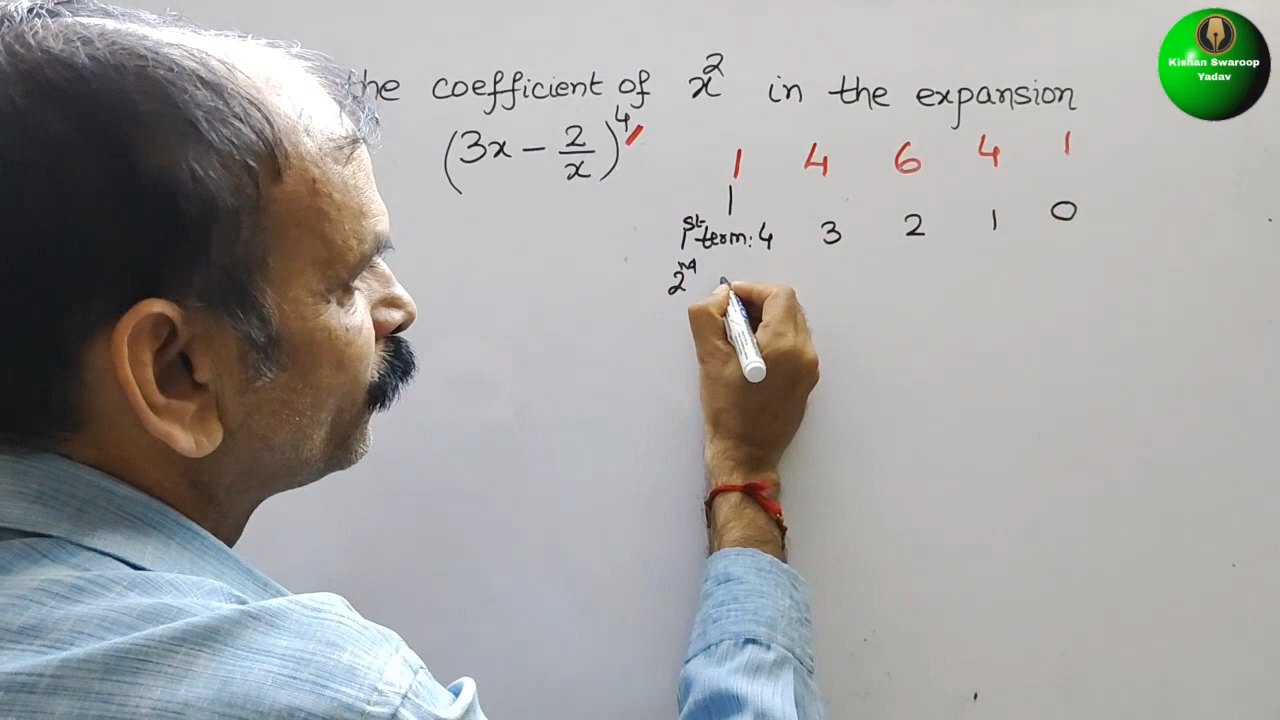 the coefficient of x² in the expansion
(3x - 2/x)⁴
1 4 6 4 1
1st term: 4 3 2 1 0
2nd
Kishan Swaroop
Yadav